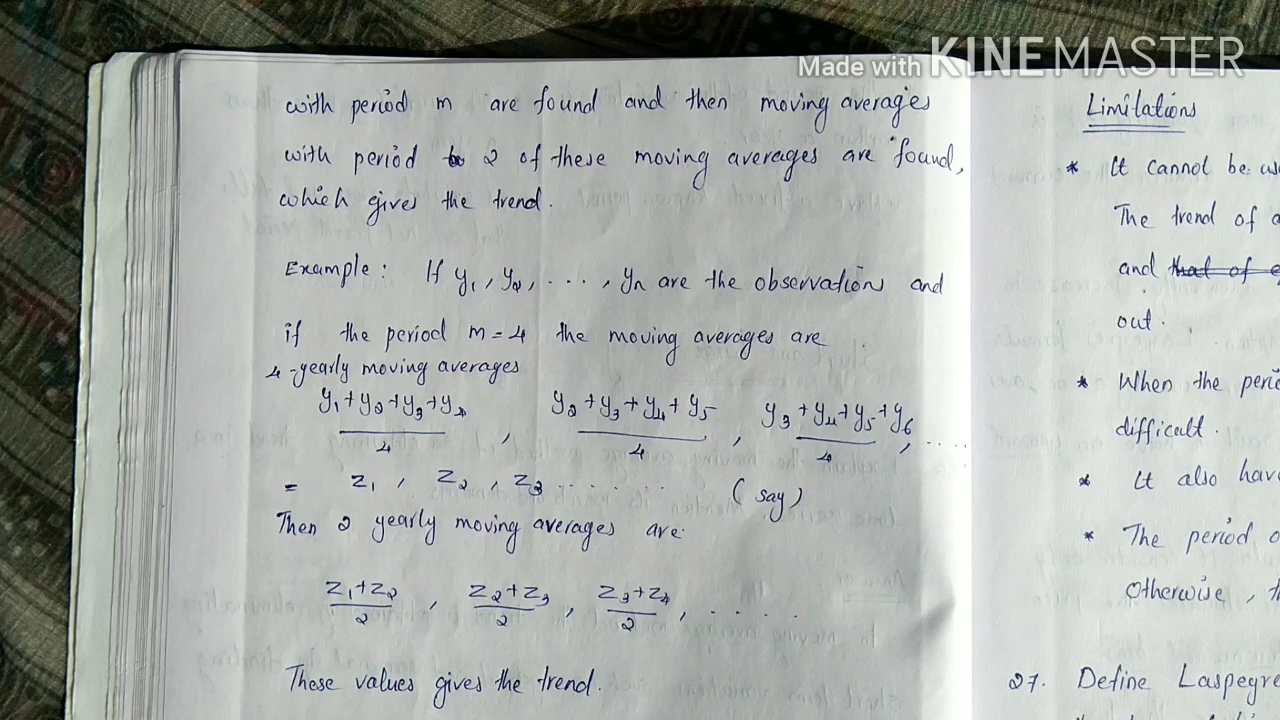 Made with KINEMASTER
with period m are found and then moving averages
with period 2 of these moving averages are found,
which gives the trend.
Example: If y₁, y₂, ...., yₙ are the observation and
if the period m = 4 the moving averages are
4-yearly moving averages
y₁+y₂+y₃+y₄/4, y₂+y₃+y₄+y₅/4, y₃+y₄+y₅+y₆/4, ....
= z₁, z₂, z₃ ...... (say)
Then 2 yearly moving averages are
z₁+z₂/2, z₂+z₃/2, z₃+z₄/2, .....
These values gives the trend.
Limitations
* It cannot be
The trend of
and that of
out.
* When the
difficult.
* It also
* The period
Otherwise,
27. Define